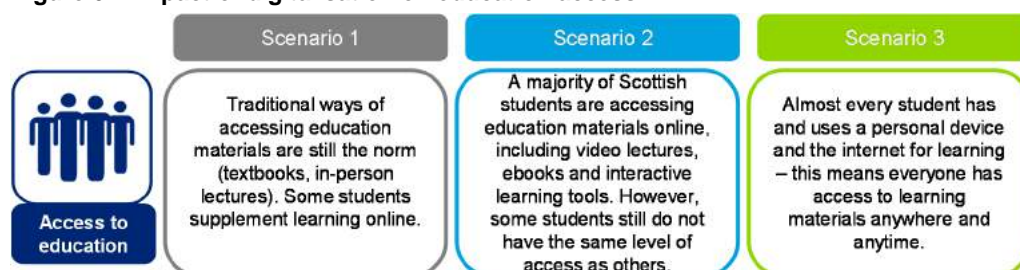 Scenario 1
Scenario 2
Scenario 3
Access to
education
Traditional ways of
accessing education
materials are still the norm
(textbooks, in-person
lectures). Some students
supplement learning online.
A majority of Scottish
students are accessing
education materials online,
including video lectures,
ebooks and interactive
learning tools. However,
some students still do not
have the same level of
access as others.
Almost every student has
and uses a personal device
and the internet for learning
– this means everyone has
access to learning
materials anywhere and
anytime.